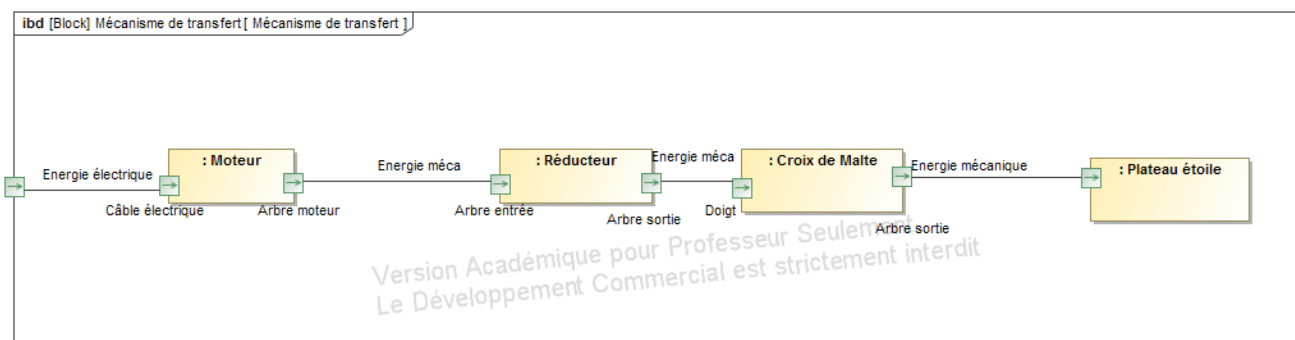 ibd [Block] Mécanisme de transfert [ Mécanisme de transfert ]
: Moteur
: Réducteur
: Croix de Malte
: Plateau étoile
Energie électrique
Energie méca
Energie méca
Energie mécanique
Câble électrique
Arbre moteur
Arbre entrée
Arbre sortie
Doigt
Arbre sortie
Version Académique pour Professeur Seulement
Le Développement Commercial est strictement interdit